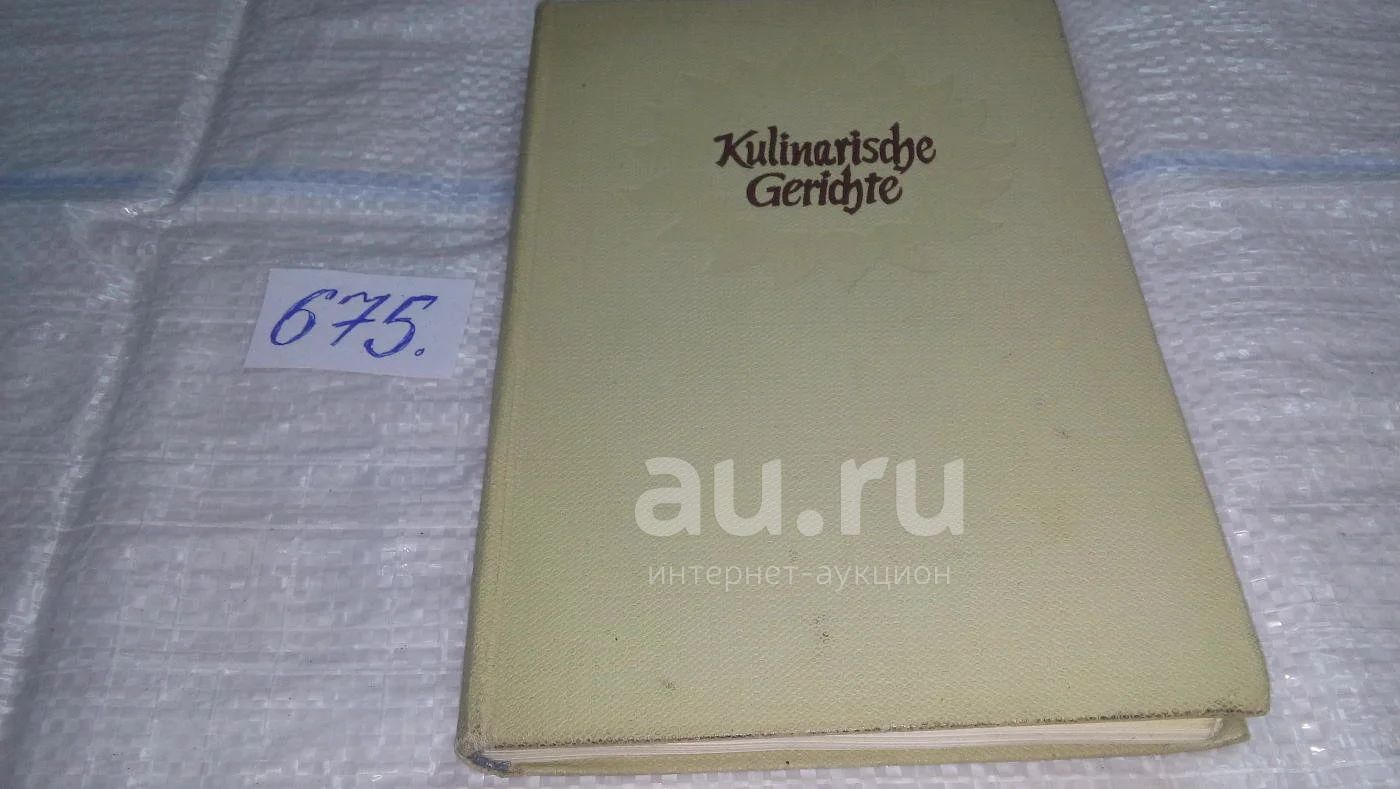 Kulinarische
Gerichte
675.
au.ru
интернет-аукцион